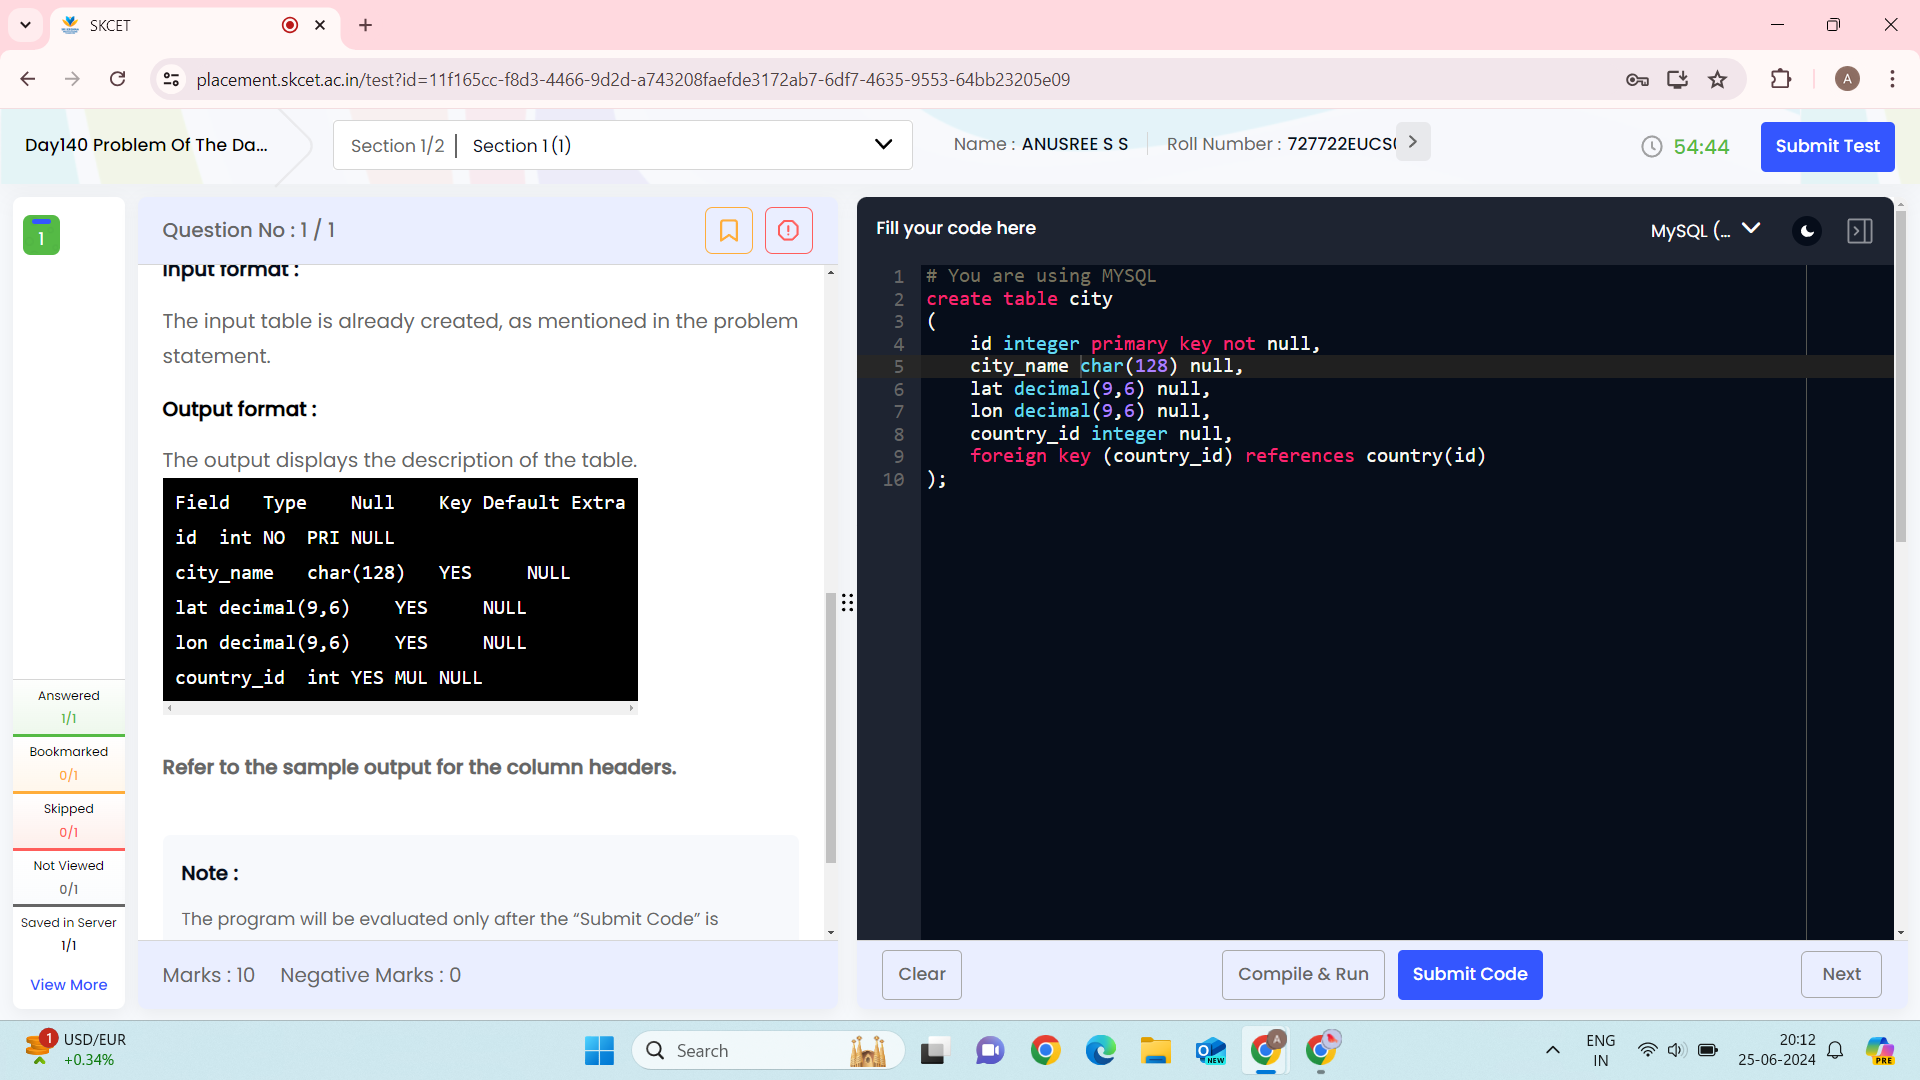 SKCET
placement.skcet.ac.in/test?id=11f165cc-f8d3-4466-9d2d-a743208faefde3172ab7-6df7-4635-9553-64bb23205e09
A
Day140 Problem Of The Da...
Section 1/2 | Section 1 (1)
Name : ANUSREE S S
Roll Number : 727722EUCS
54:44
Submit Test
1
Question No : 1 / 1
Input format :
The input table is already created, as mentioned in the problem
statement.
Output format :
The output displays the description of the table.
Field Type Null Key Default Extra
id int NO PRI NULL
city_name char(128) YES NULL
lat decimal(9,6) YES NULL
lon decimal(9,6) YES NULL
country_id int YES MUL NULL
Refer to the sample output for the column headers.
Note :
The program will be evaluated only after the “Submit Code” is
Marks : 10 Negative Marks : 0
Answered
1/1
Bookmarked
0/1
Skipped
0/1
Not Viewed
0/1
Saved in Server
1/1
View More
Fill your code here
MySQL (...
1 # You are using MYSQL
2 create table city
3 (
4 id integer primary key not null,
5 city_name char(128) null,
6 lat decimal(9,6) null,
7 lon decimal(9,6) null,
8 country_id integer null,
9 foreign key (country_id) references country(id)
10 );
Clear
Compile & Run
Submit Code
Next
1
USD/EUR
+0.34%
Search
NEW
A
ENG
IN
20:12
25-06-2024
PRE